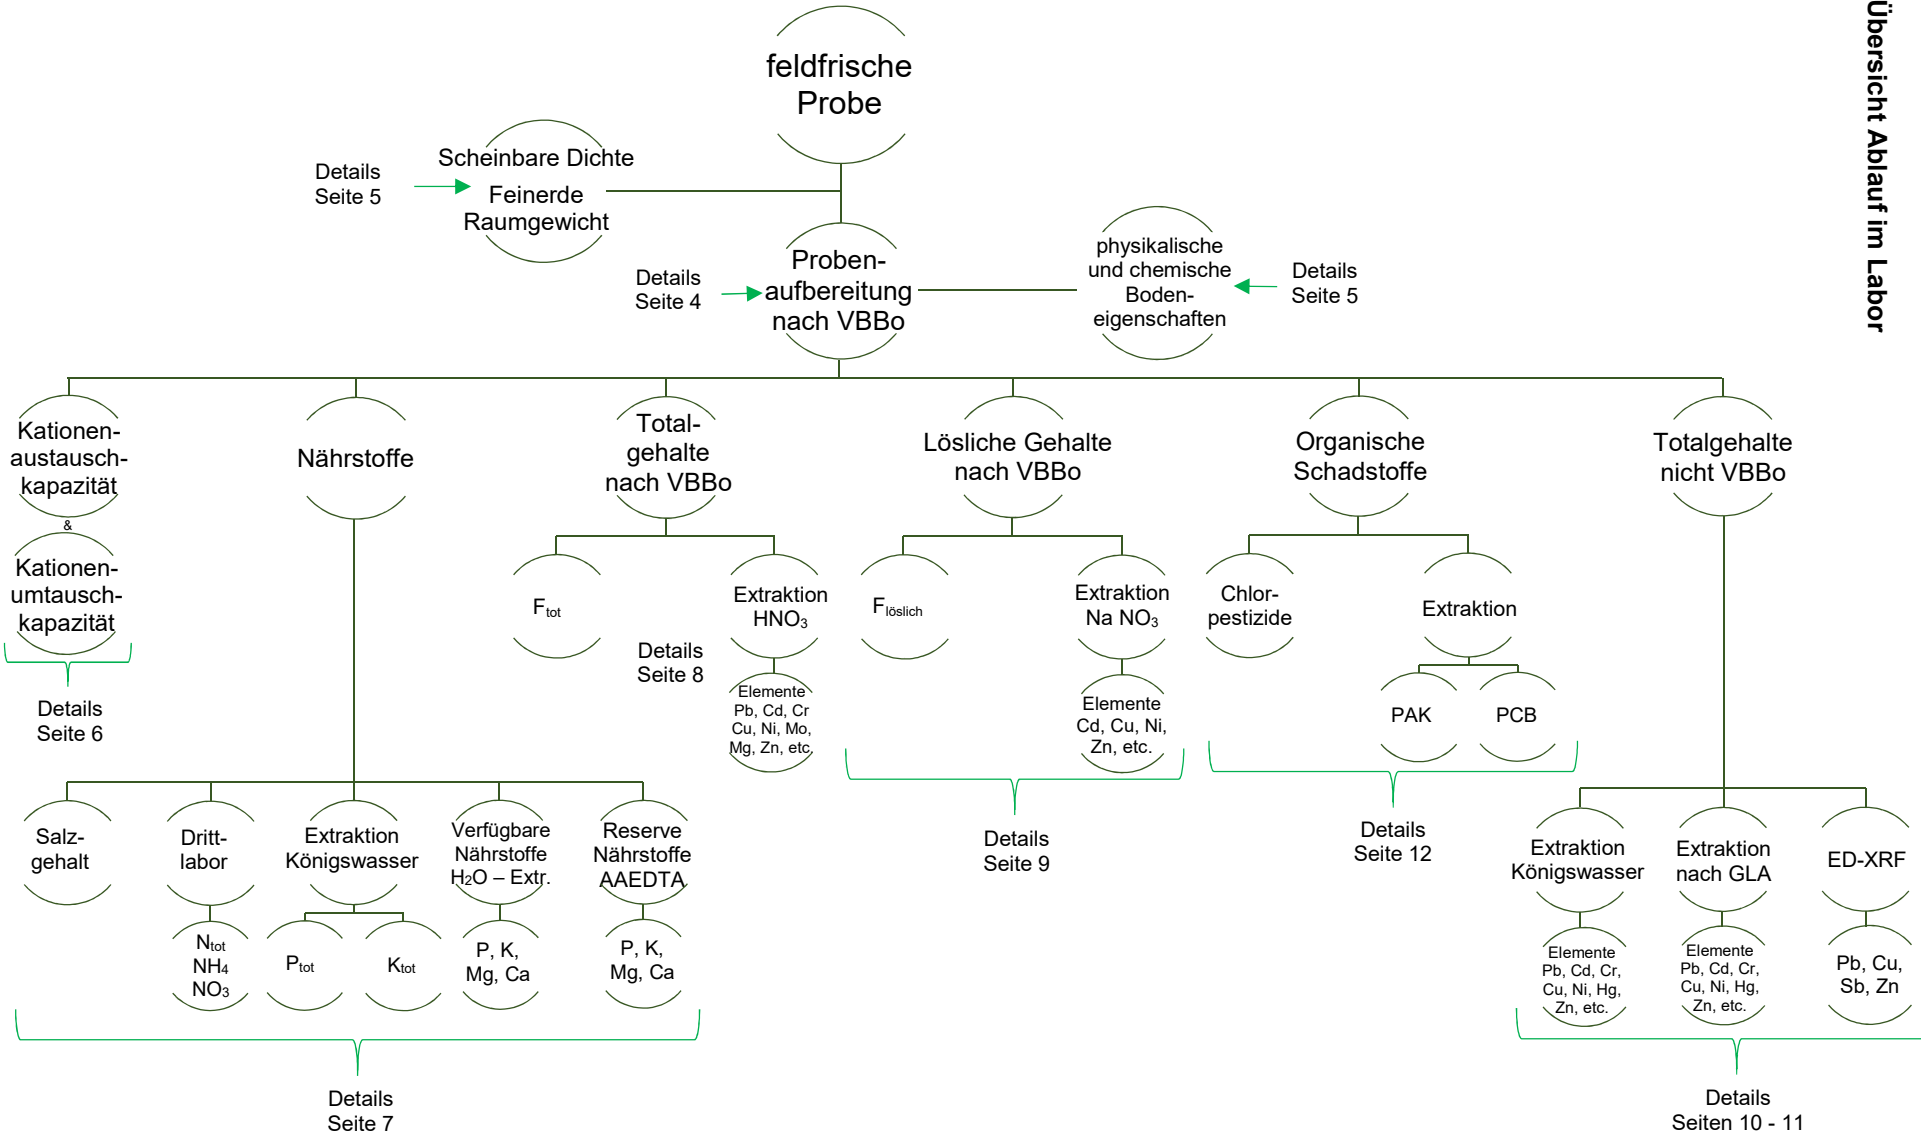 Übersicht Ablauf im Labor
feldfrische
Probe
Scheinbare Dichte
Feinerde
Raumgewicht
Details
Seite 5
Proben-
aufbereitung
nach VBBo
Details
Seite 4
physikalische
und chemische
Boden-
eigenschaften
Details
Seite 5
Kationen-
austausch-
kapazität
&
Kationen-
umtausch-
kapazität
Details
Seite 6
Nährstoffe
Salz-
gehalt
Dritt-
labor
Ntot
NH4
NO3
Extraktion
Königswasser
Ptot
Ktot
Verfügbare
Nährstoffe
H2O – Extr.
P, K,
Mg, Ca
Reserve
Nährstoffe
AAEDTA
P, K,
Mg, Ca
Details
Seite 7
Total-
gehalte
nach VBBo
Ftot
Extraktion
HNO3
Details
Seite 8
Elemente
Pb, Cd, Cr
Cu, Ni, Mo,
Mg, Zn, etc.
Lösliche Gehalte
nach VBBo
Flöslich
Extraktion
Na NO3
Elemente
Cd, Cu, Ni,
Zn, etc.
Details
Seite 9
Organische
Schadstoffe
Chlor-
pestizide
Extraktion
PAK
PCB
Details
Seite 12
Totalgehalte
nicht VBBo
Extraktion
Königswasser
Elemente
Pb, Cd, Cr,
Cu, Ni, Hg,
Zn, etc.
Extraktion
nach GLA
Elemente
Pb, Cd, Cr,
Cu, Ni, Hg,
Zn, etc.
ED-XRF
Pb, Cu,
Sb, Zn
Details
Seiten 10 - 11